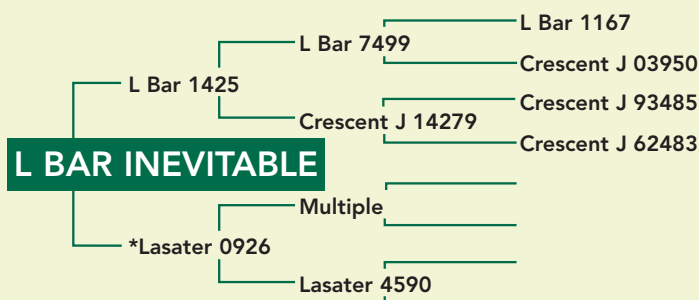 L Bar 1167
L Bar 7499
Crescent J 03950
L Bar 1425
Crescent J 93485
Crescent J 14279
Crescent J 62483
L BAR INEVITABLE
Multiple
*Lasater 0926
Lasater 4590